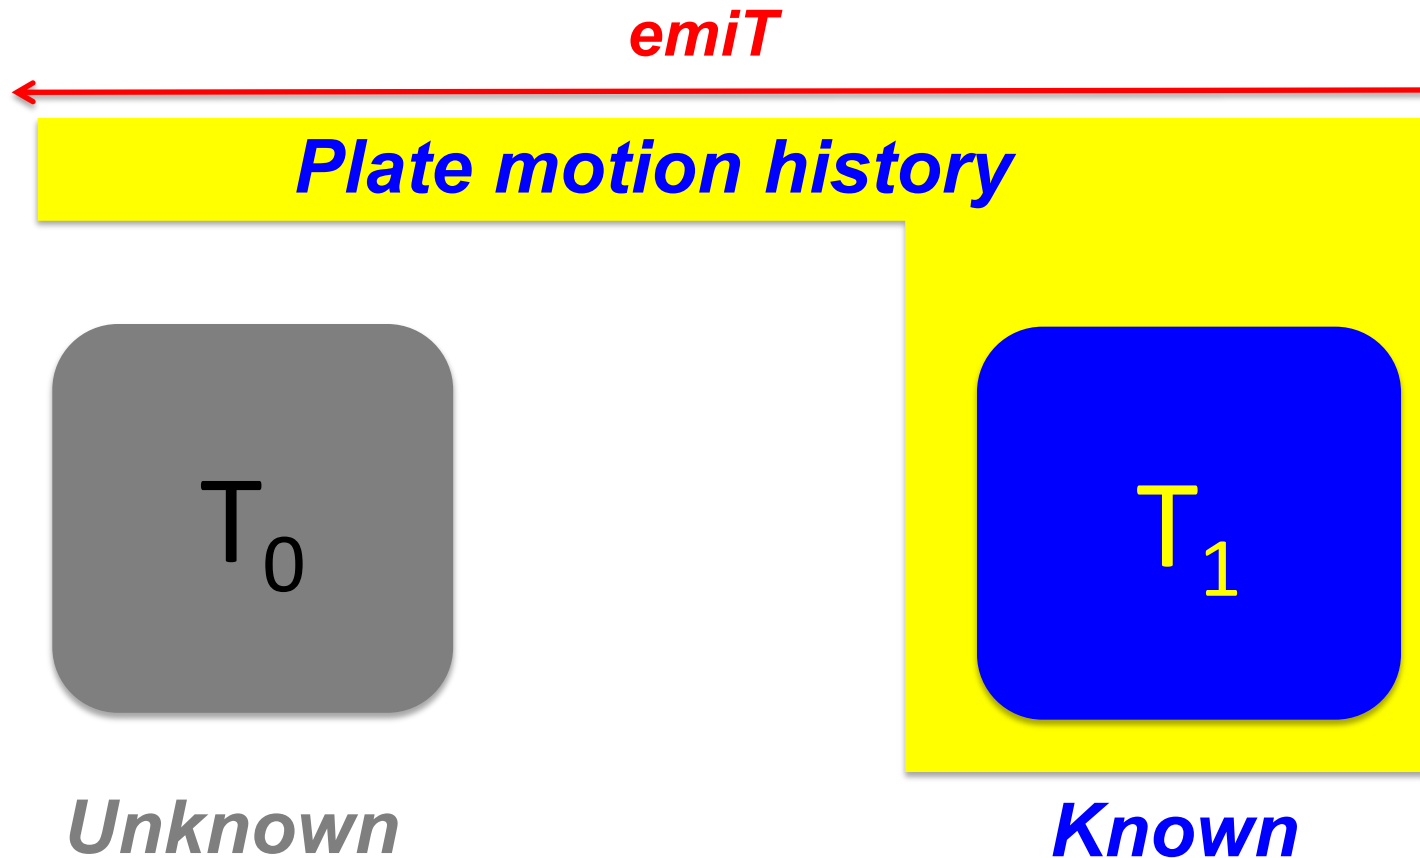 emiT
Plate motion history
T₀
T₁
Unknown
Known